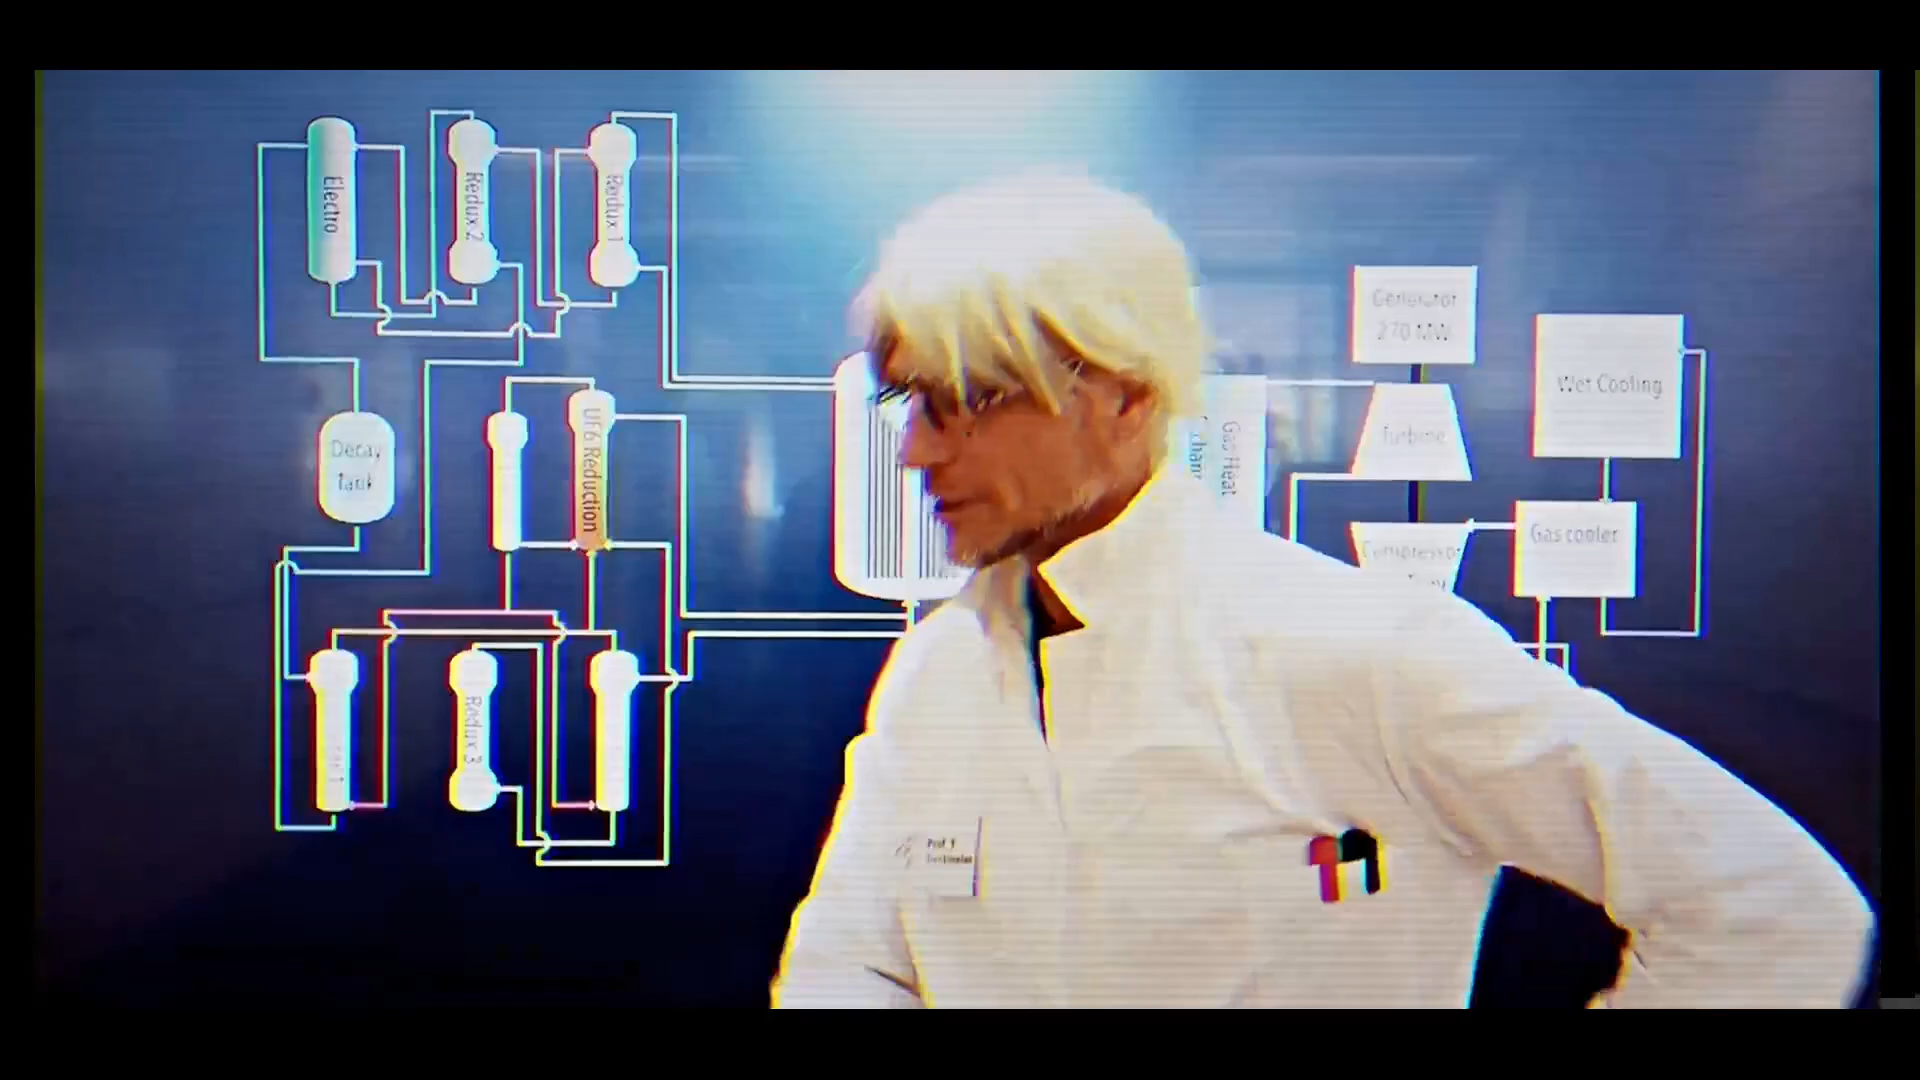 Electro
Redux 2
Redux 1
Generator
270 MW
Wet Cooling
Decay
Tank
UF6 Reduction
Gas Heat
Turbine
Gas cooler
Compressor
Redux 3
Prof. Y